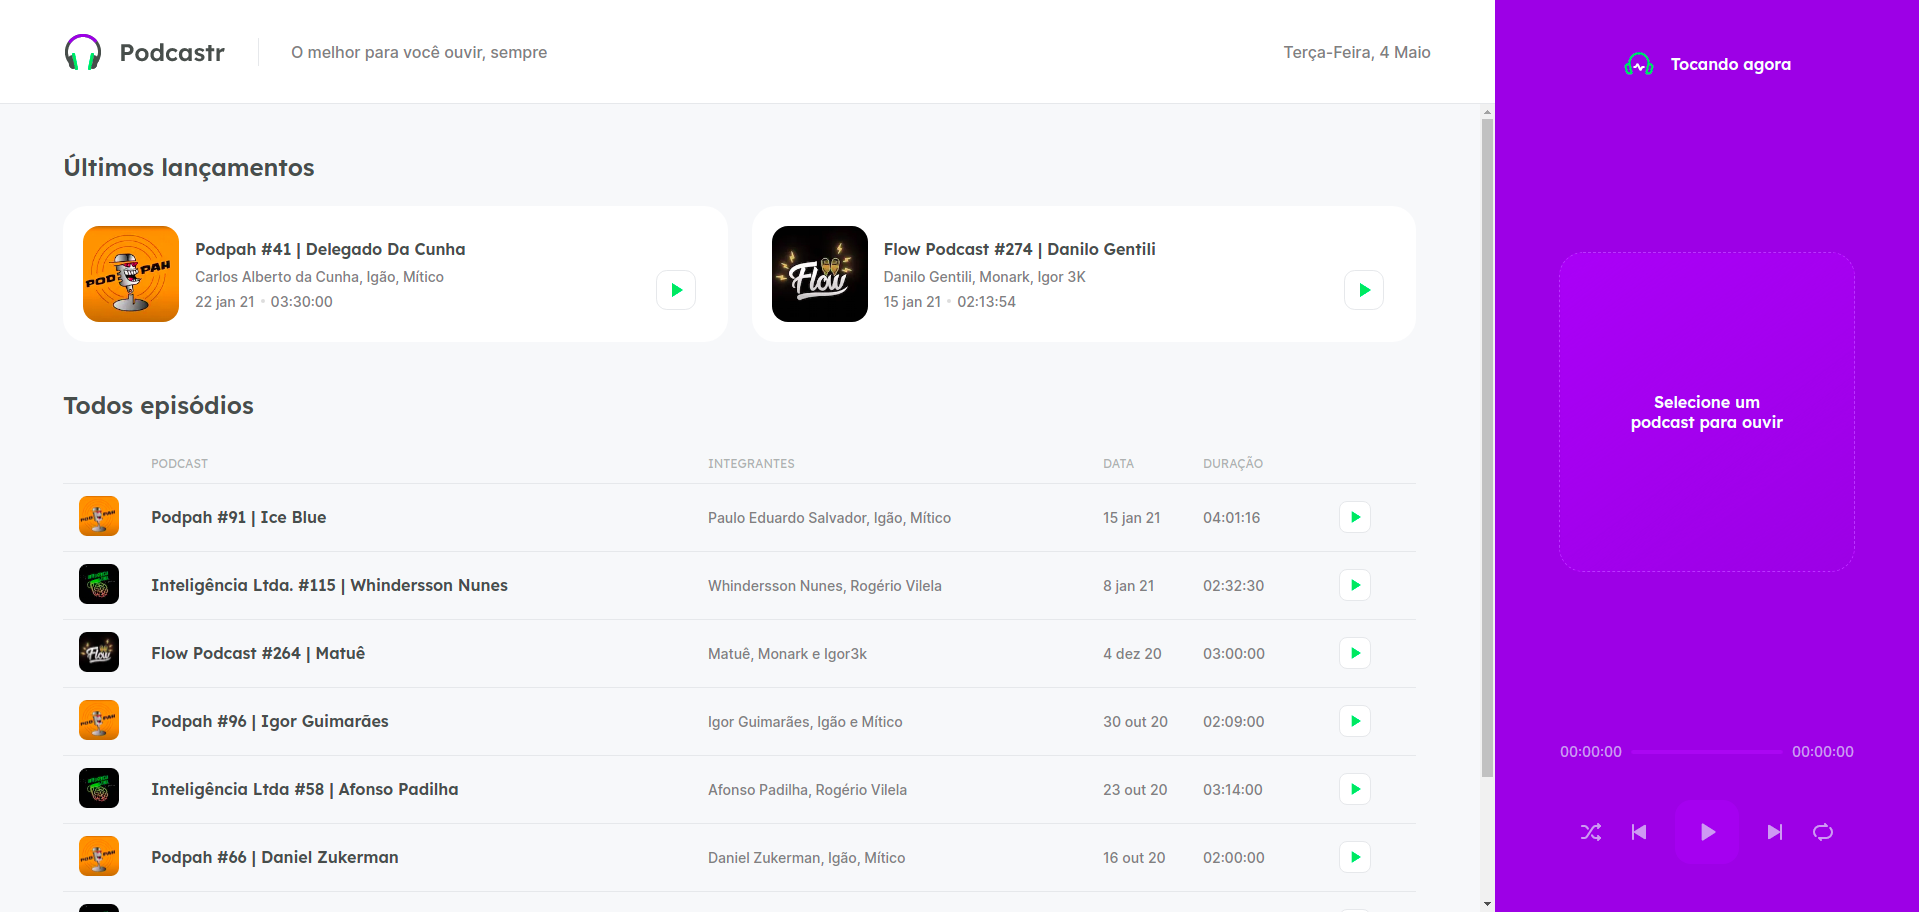 Podcastr
O melhor para você ouvir, sempre
Terça-Feira, 4 Maio
Tocando agora
Últimos lançamentos
PODPAH
Podpah #41 | Delegado Da Cunha
Carlos Alberto da Cunha, Igão, Mítico
22 jan 21 • 03:30:00
Flow
Flow Podcast #274 | Danilo Gentili
Danilo Gentili, Monark, Igor 3K
15 jan 21 • 02:13:54
Todos episódios
PODCAST INTEGRANTES DATA DURAÇÃO
PODPAH Podpah #91 | Ice Blue Paulo Eduardo Salvador, Igão, Mítico 15 jan 21 04:01:16
Inteligência Ltda. #115 | Whindersson Nunes Whindersson Nunes, Rogério Vilela 8 jan 21 02:32:30
Flow Flow Podcast #264 | Matuê Matuê, Monark e Igor3k 4 dez 20 03:00:00
PODPAH Podpah #96 | Igor Guimarães Igor Guimarães, Igão e Mítico 30 out 20 02:09:00
Inteligência Ltda #58 | Afonso Padilha Afonso Padilha, Rogério Vilela 23 out 20 03:14:00
PODPAH Podpah #66 | Daniel Zukerman Daniel Zukerman, Igão, Mítico 16 out 20 02:00:00
Selecione um
podcast para ouvir
00:00:00 00:00:00